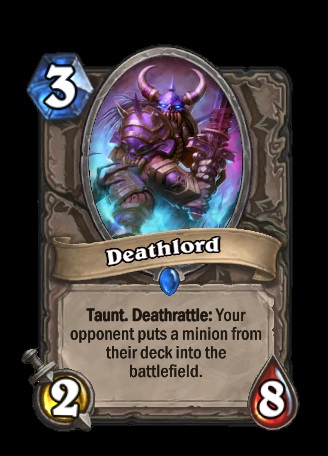 3
Deathlord
Taunt. Deathrattle: Your
opponent puts a minion from
their deck into the
battlefield.
2
8